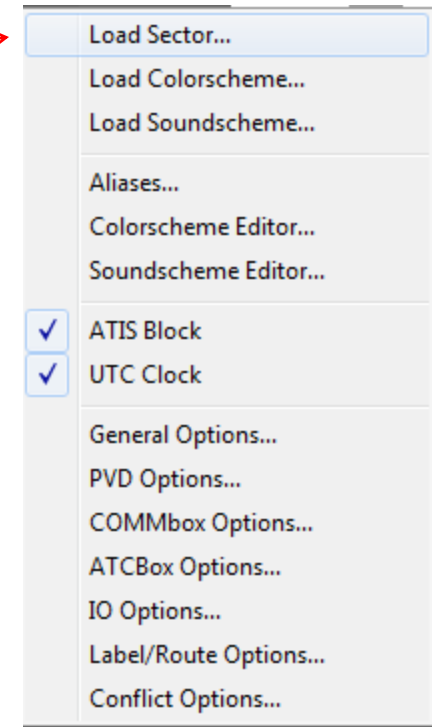 Load Sector...
Load Colorscheme...
Load Soundscheme...
Aliases...
Colorscheme Editor...
Soundscheme Editor...
ATIS Block
UTC Clock
General Options...
PVD Options...
COMMbox Options...
ATCBox Options...
IO Options...
Label/Route Options...
Conflict Options...